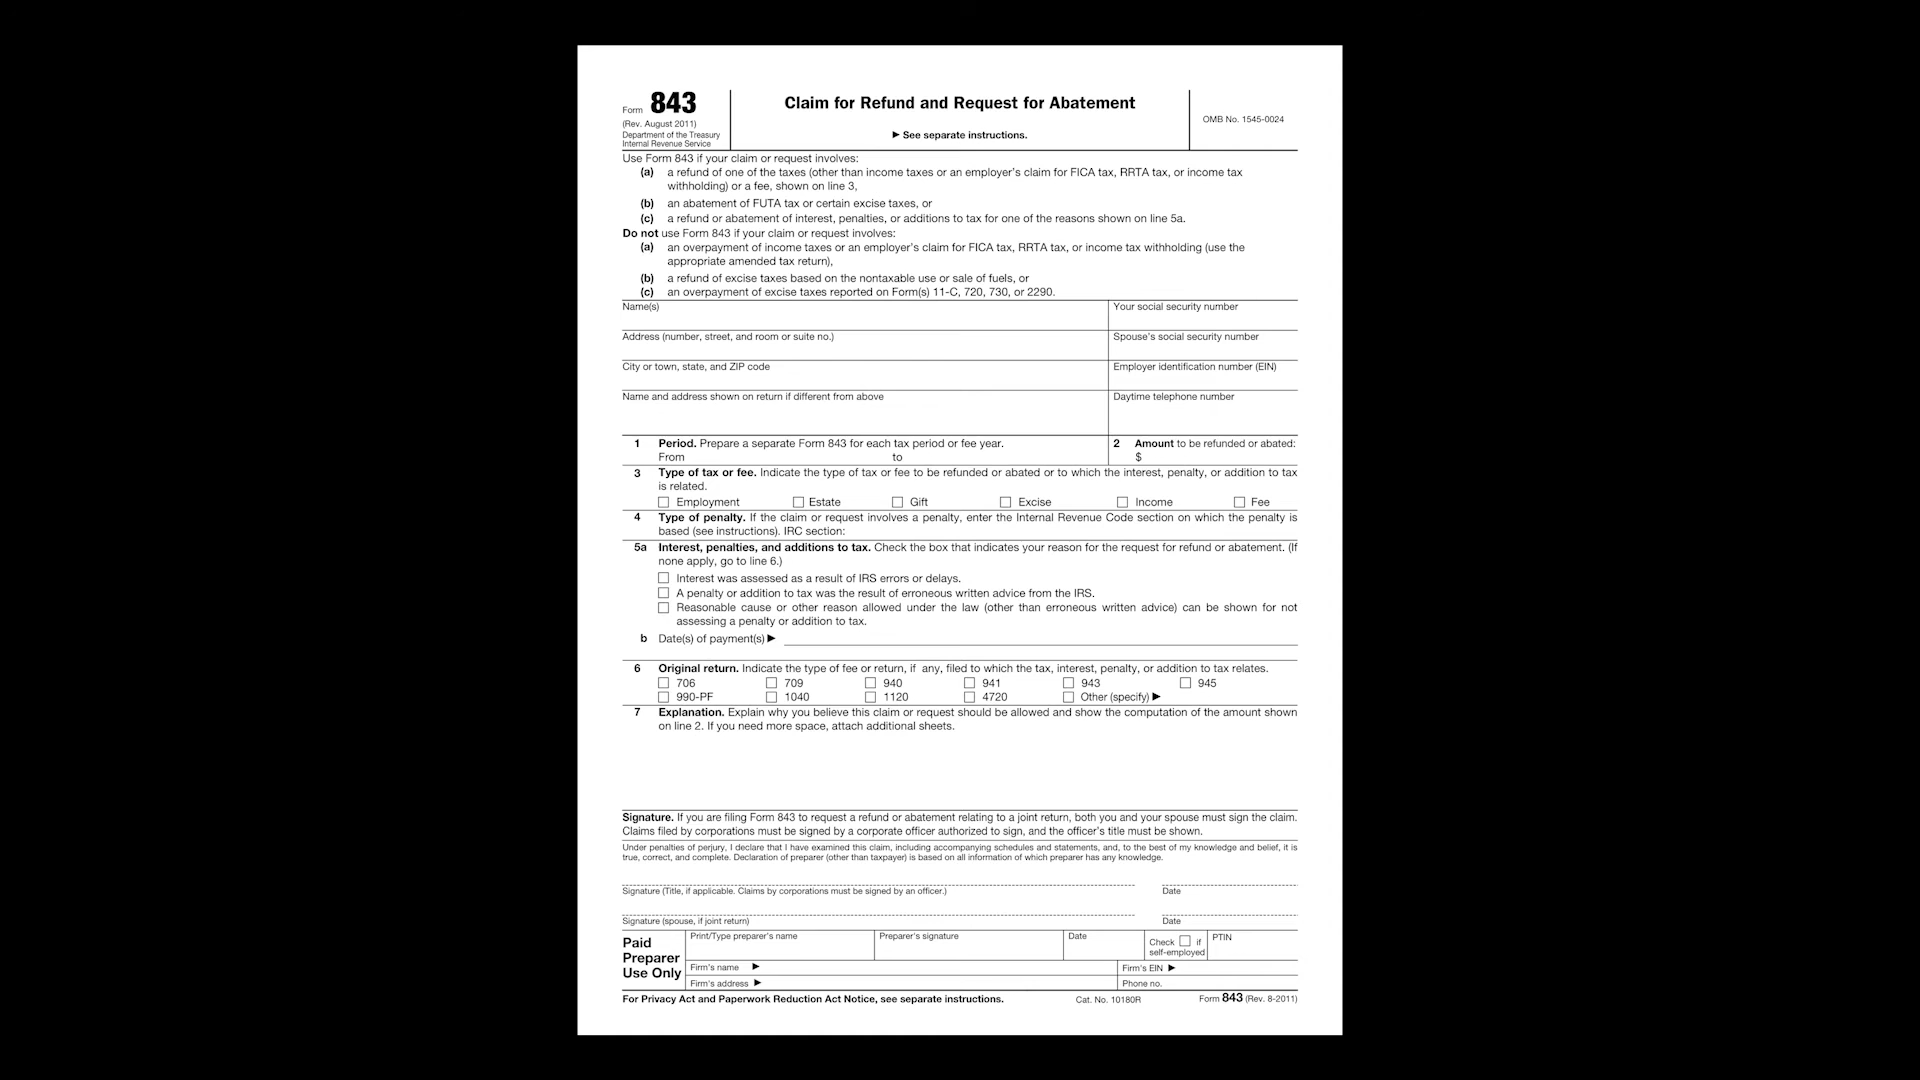 Form 843
(Rev. August 2011)
Department of the Treasury
Internal Revenue Service
Claim for Refund and Request for Abatement
▶ See separate instructions.
OMB No. 1545-0024
Use Form 843 if your claim or request involves:
(a) a refund of one of the taxes (other than income taxes or an employer's claim for FICA tax, RRTA tax, or income tax
withholding) or a fee, shown on line 3,
(b) an abatement of FUTA tax or certain excise taxes, or
(c) a refund or abatement of interest, penalties, or additions to tax for one of the reasons shown on line 5a.
Do not use Form 843 if your claim or request involves:
(a) an overpayment of income taxes or an employer's claim for FICA tax, RRTA tax, or income tax withholding (use the
appropriate amended tax return),
(b) a refund of excise taxes based on the nontaxable use or sale of fuels, or
(c) an overpayment of excise taxes reported on Form(s) 11-C, 720, 730, or 2290.
Name(s) Your social security number
Address (number, street, and room or suite no.) Spouse's social security number
City or town, state, and ZIP code Employer identification number (EIN)
Name and address shown on return if different from above Daytime telephone number
1 Period. Prepare a separate Form 843 for each tax period or fee year. 2 Amount to be refunded or abated:
From to $
3 Type of tax or fee. Indicate the type of tax or fee to be refunded or abated or to which the interest, penalty, or addition to tax
is related.
Employment Estate Gift Excise Income Fee
4 Type of penalty. If the claim or request involves a penalty, enter the Internal Revenue Code section on which the penalty is
based (see instructions). IRC section:
5a Interest, penalties, and additions to tax. Check the box that indicates your reason for the request for refund or abatement. (If
none apply, go to line 6.)
Interest was assessed as a result of IRS errors or delays.
A penalty or addition to tax was the result of erroneous written advice from the IRS.
Reasonable cause or other reason allowed under the law (other than erroneous written advice) can be shown for not
assessing a penalty or addition to tax.
b Date(s) of payment(s) ▶
6 Original return. Indicate the type of fee or return, if any, filed to which the tax, interest, penalty, or addition to tax relates.
706 709 940 941 943 945
990-PF 1040 1120 4720 Other (specify) ▶
7 Explanation. Explain why you believe this claim or request should be allowed and show the computation of the amount shown
on line 2. If you need more space, attach additional sheets.
Signature. If you are filing Form 843 to request a refund or abatement relating to a joint return, both you and your spouse must sign the claim.
Claims filed by corporations must be signed by a corporate officer authorized to sign, and the officer's title must be shown.
Under penalties of perjury, I declare that I have examined this claim, including accompanying schedules and statements, and, to the best of my knowledge and belief, it is
true, correct, and complete. Declaration of preparer (other than taxpayer) is based on all information of which preparer has any knowledge.
Signature (Title, if applicable. Claims by corporations must be signed by an officer.) Date
Signature (spouse, if joint return) Date
Paid
Preparer
Use Only
Print/Type preparer's name Preparer's signature Date Check if
self-employed PTIN
Firm's name ▶ Firm's EIN ▶
Firm's address ▶ Phone no.
For Privacy Act and Paperwork Reduction Act Notice, see separate instructions. Cat. No. 10180R Form 843 (Rev. 8-2011)